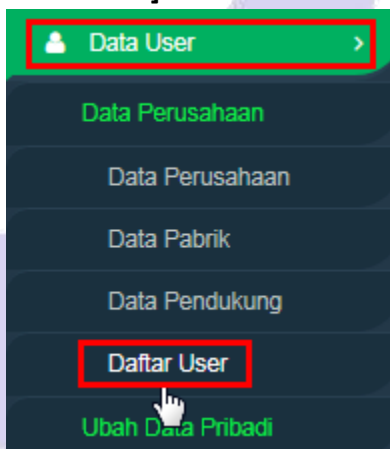 Data User
Data Perusahaan
Data Perusahaan
Data Pabrik
Data Pendukung
Daftar User
Ubah Data Pribadi